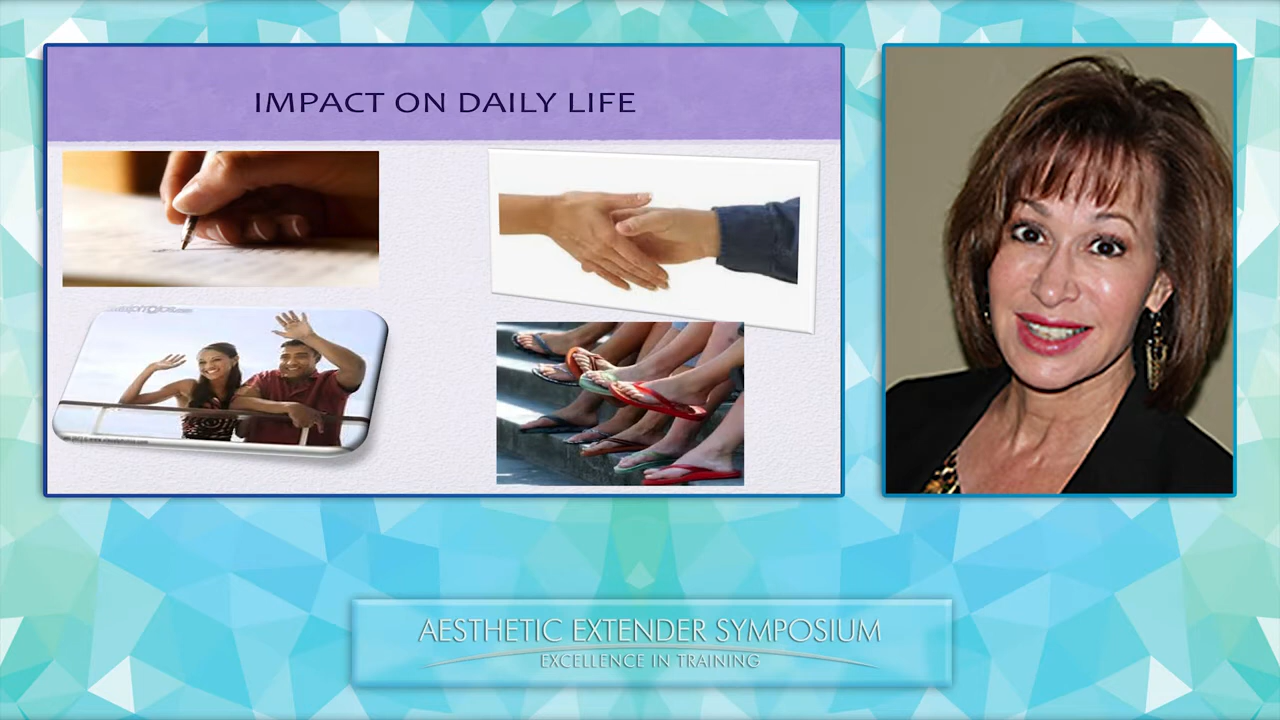 IMPACT ON DAILY LIFE
AESTHETIC EXTENDER SYMPOSIUM
EXCELLENCE IN TRAINING